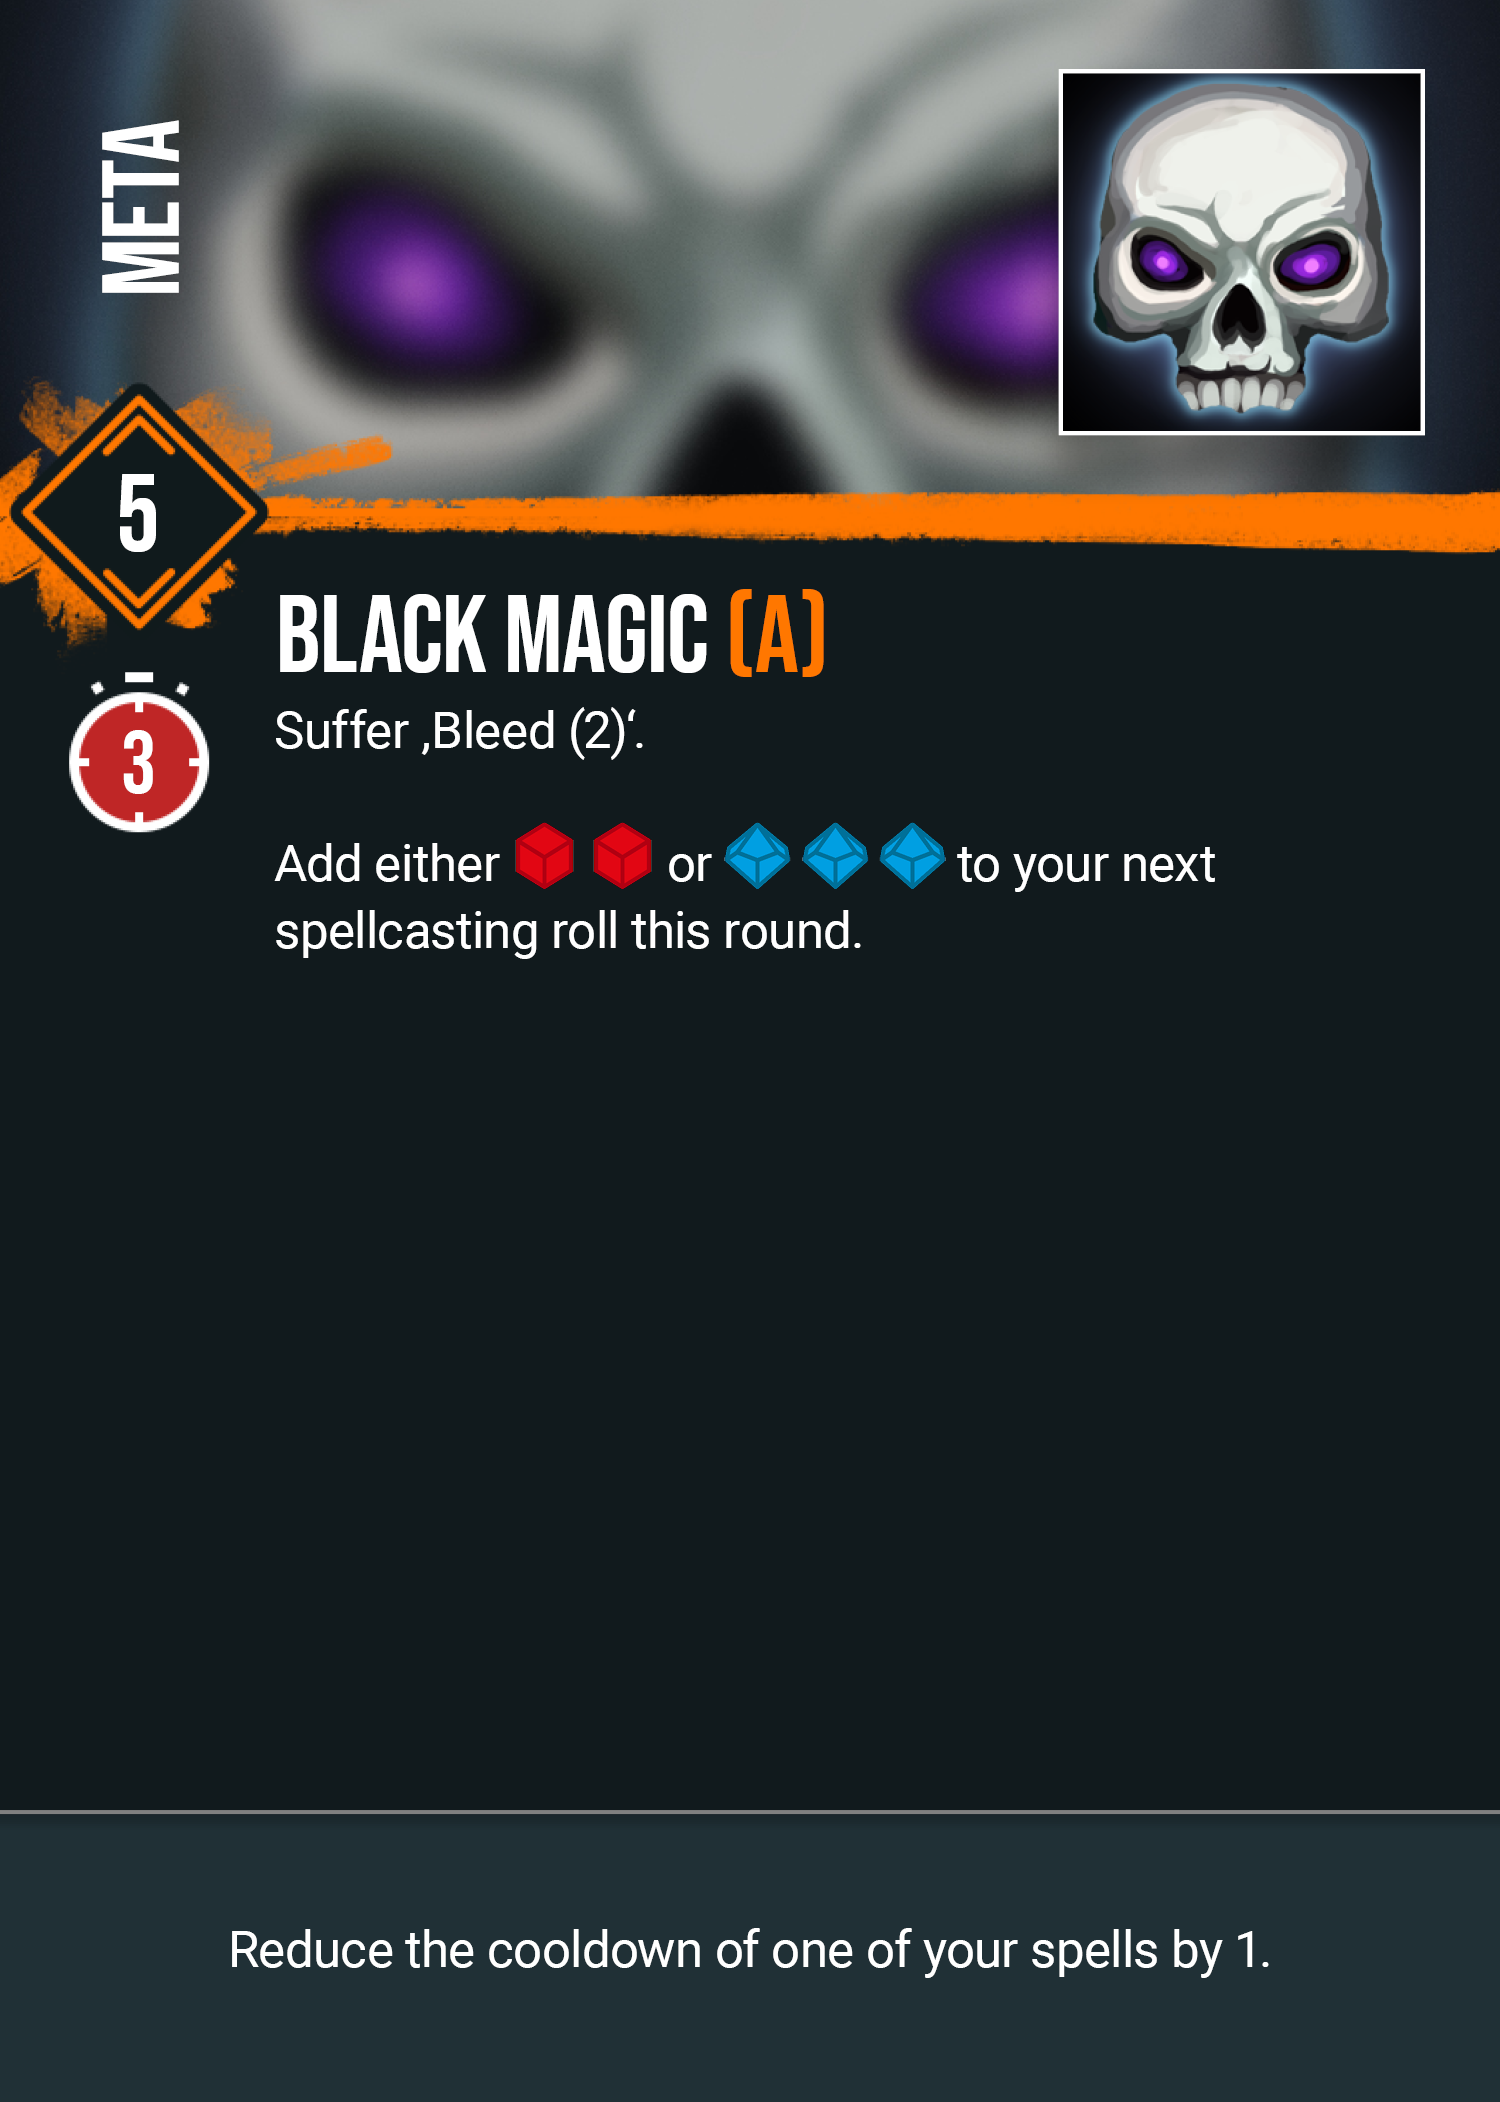 META
5
BLACK MAGIC (A)
3
Suffer ‚Bleed (2)‘.
Add either or to your next
spellcasting roll this round.
Reduce the cooldown of one of your spells by 1.